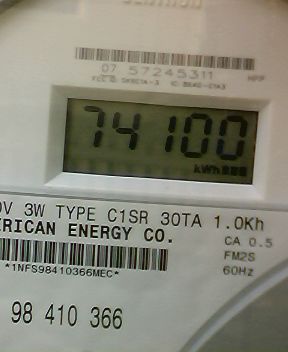 07 57245311
74100
kWh
0V 3W TYPE C1SR 30TA 1.0Kh
ERICAN ENERGY CO.
CA 0.5
FM2S
*1NFS98410366MEC*
60Hz
98 410 366